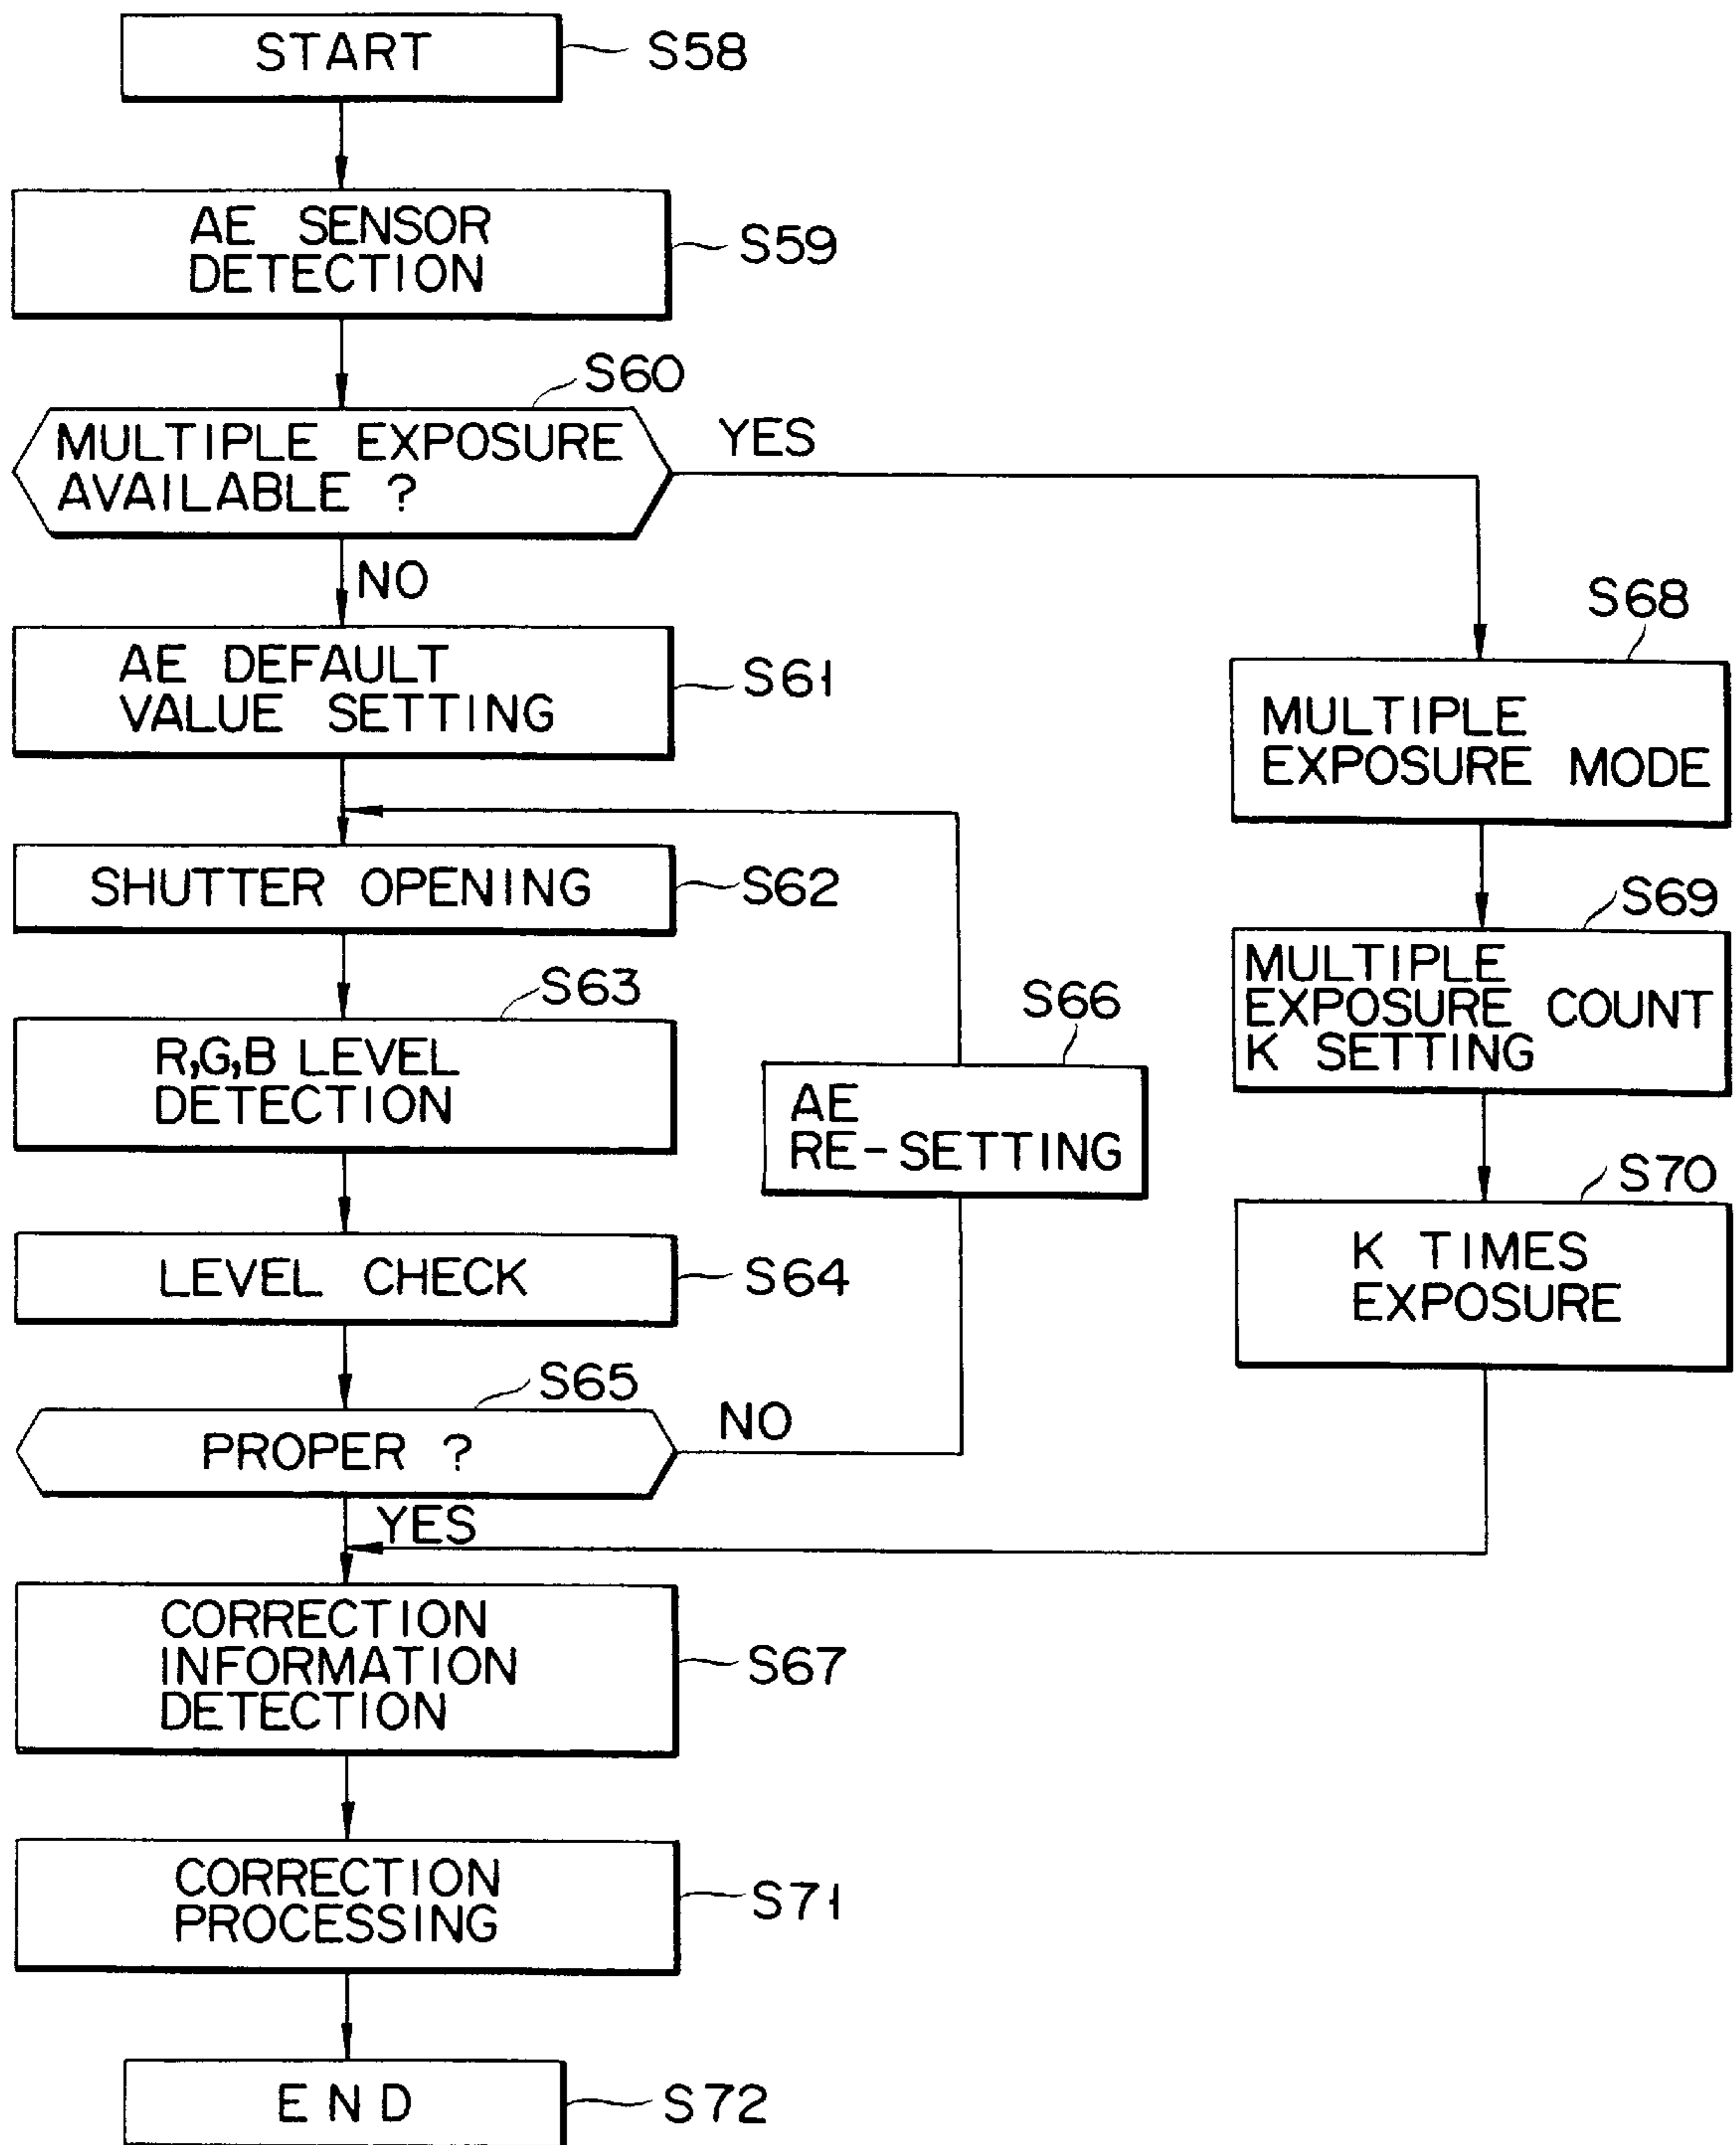 START
S58
AE SENSOR
DETECTION
S59
S60
MULTIPLE EXPOSURE
AVAILABLE ?
YES
NO
AE DEFAULT
VALUE SETTING
S61
S68
MULTIPLE
EXPOSURE MODE
SHUTTER OPENING
S62
S69
MULTIPLE
EXPOSURE COUNT
K SETTING
S63
R,G,B LEVEL
DETECTION
S66
AE
RE-SETTING
S70
K TIMES
EXPOSURE
LEVEL CHECK
S64
S65
PROPER ?
NO
YES
CORRECTION
INFORMATION
DETECTION
S67
CORRECTION
PROCESSING
S71
END
S72